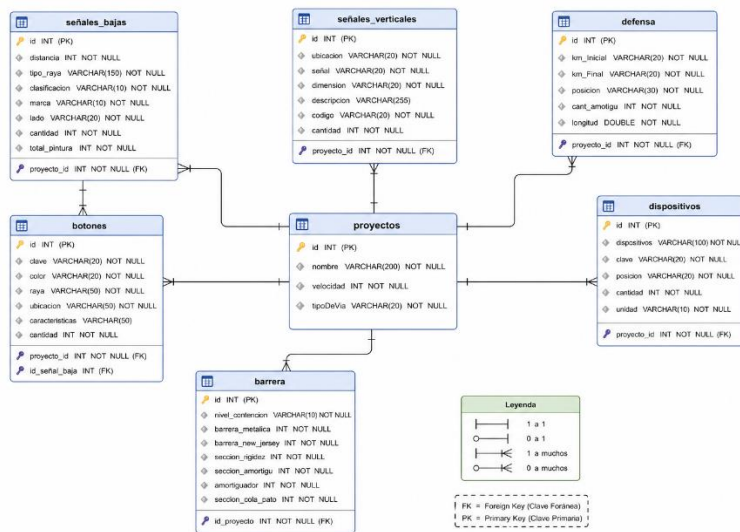 señales_bajas
id INT (PK)
distancia INT NOT NULL
tipo_raya VARCHAR(150) NOT NULL
clasificacion VARCHAR(10) NOT NULL
marca VARCHAR(10) NOT NULL
lado VARCHAR(20) NOT NULL
cantidad INT NOT NULL
total_pintura INT NOT NULL
proyecto_id INT NOT NULL (FK)
señales_verticales
id INT (PK)
ubicacion VARCHAR(20) NOT NULL
señal VARCHAR(20) NOT NULL
dimension VARCHAR(20) NOT NULL
descripcion VARCHAR(255)
codigo VARCHAR(20) NOT NULL
cantidad INT NOT NULL
proyecto_id INT NOT NULL (FK)
defensa
id INT (PK)
km_Inicial VARCHAR(20) NOT NULL
km_Final VARCHAR(20) NOT NULL
posicion VARCHAR(30) NOT NULL
cant_amotigu INT NOT NULL
longitud DOUBLE NOT NULL
proyecto_id INT NOT NULL (FK)
botones
id INT (PK)
clave VARCHAR(20) NOT NULL
color VARCHAR(20) NOT NULL
raya VARCHAR(50) NOT NULL
ubicacion VARCHAR(50) NOT NULL
caracteristicas VARCHAR(50)
cantidad INT NOT NULL
proyecto_id INT NOT NULL (FK)
id_señal_baja INT (FK)
proyectos
id INT (PK)
nombre VARCHAR(200) NOT NULL
velocidad INT NOT NULL
tipoDeVia VARCHAR(20) NOT NULL
dispositivos
id INT (PK)
dispositivos VARCHAR(100) NOT NULL
clave VARCHAR(20) NOT NULL
posicion VARCHAR(20) NOT NULL
cantidad INT NOT NULL
unidad VARCHAR(10) NOT NULL
proyecto_id INT NOT NULL (FK)
barrera
id INT (PK)
nivel_contencion VARCHAR(10) NOT NULL
barrera_metalica INT NOT NULL
barrera_new_jersey INT NOT NULL
seccion_rigidez INT NOT NULL
seccion_amortigu INT NOT NULL
amortiguador INT NOT NULL
seccion_cola_pato INT NOT NULL
id_proyecto INT NOT NULL (FK)
Leyenda
1 a 1
0 a 1
1 a muchos
0 a muchos
FK = Foreign Key (Clave Foránea)
PK = Primary Key (Clave Primaria)